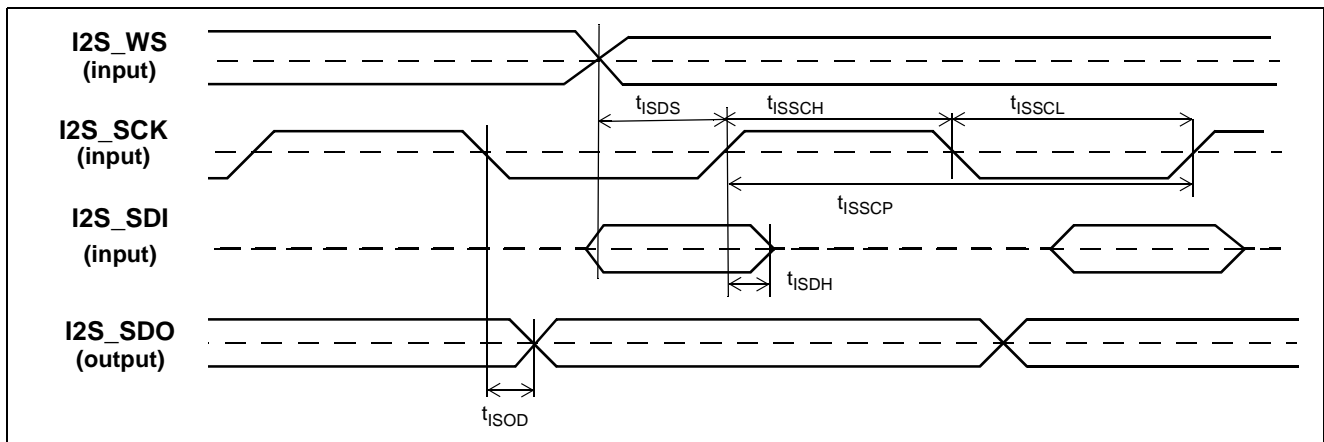 I2S_WS
(input)
tISDS
tISSCH
tISSCL
I2S_SCK
(input)
tISSCP
I2S_SDI
(input)
tISDH
I2S_SDO
(output)
tISOD